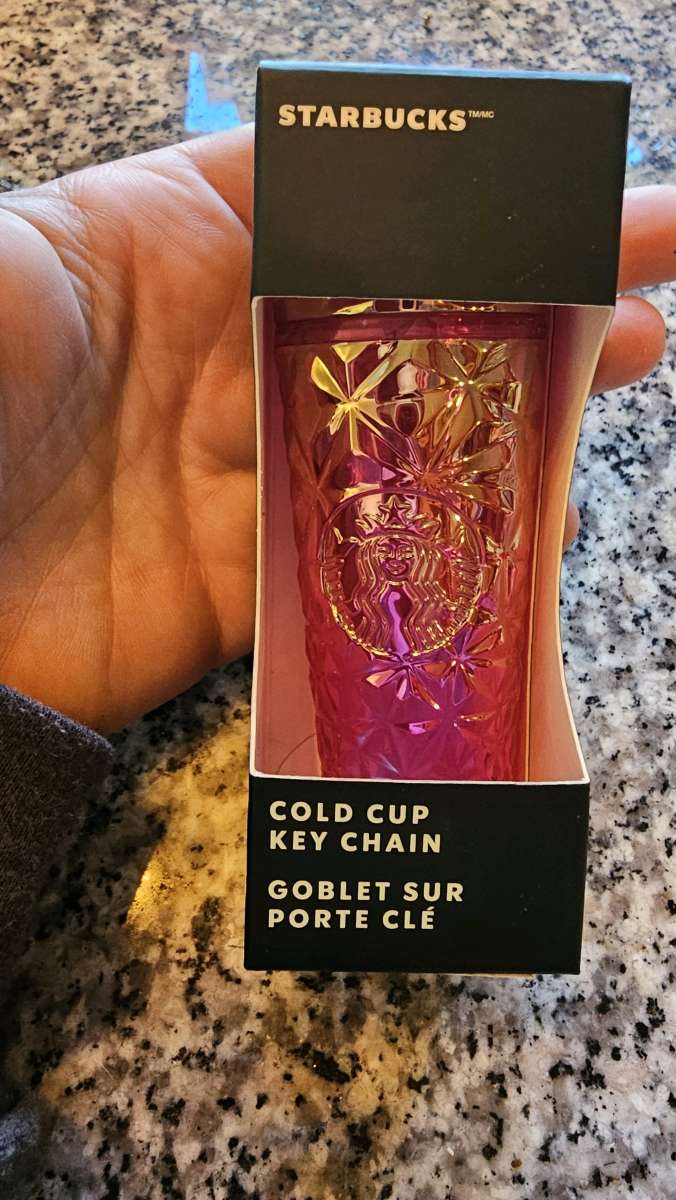 STARBUCKS™/MC
COLD CUP
KEY CHAIN
GOBLET SUR
PORTE CLÉ